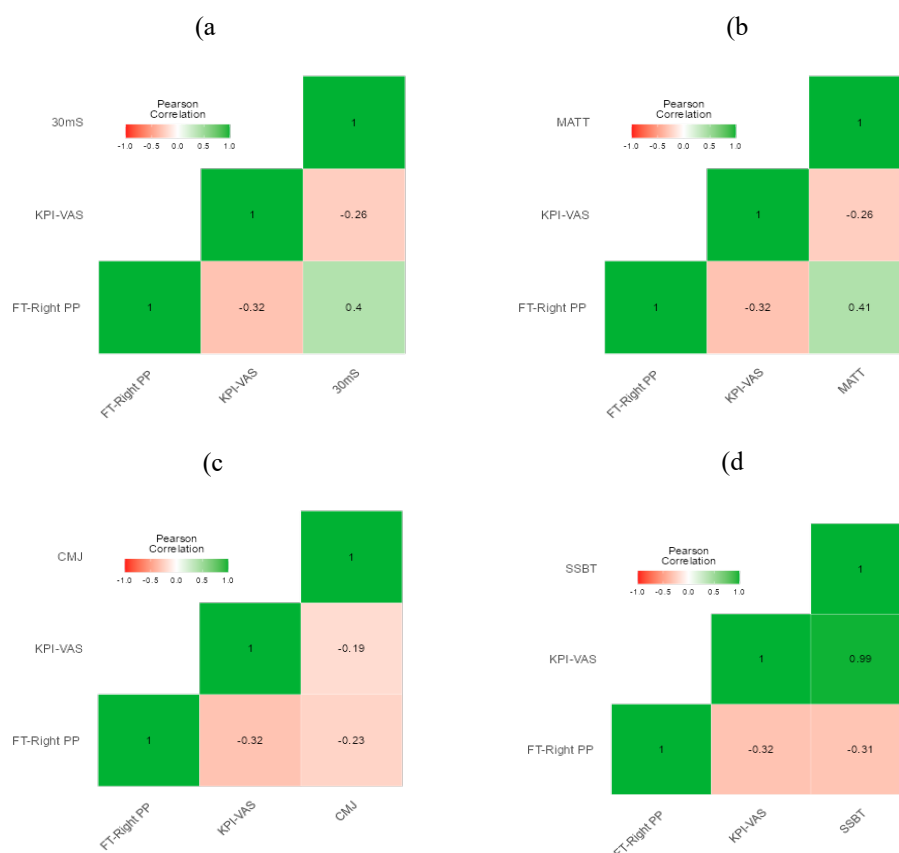 (a
Pearson
Correlation
-1.0 -0.5 0.0 0.5 1.0
30mS
1
KPI-VAS
1
-0.26
FT-Right PP
1
-0.32
0.4
FT-Right PP
KPI-VAS
30mS
(b
Pearson
Correlation
-1.0 -0.5 0.0 0.5 1.0
MATT
1
KPI-VAS
1
-0.26
FT-Right PP
1
-0.32
0.41
FT-Right PP
KPI-VAS
MATT
(c
Pearson
Correlation
-1.0 -0.5 0.0 0.5 1.0
CMJ
1
KPI-VAS
1
-0.19
FT-Right PP
1
-0.32
-0.23
FT-Right PP
KPI-VAS
CMJ
(d
Pearson
Correlation
-1.0 -0.5 0.0 0.5 1.0
SSBT
1
KPI-VAS
1
0.99
FT-Right PP
1
-0.32
-0.31
FT-Right PP
KPI-VAS
SSBT